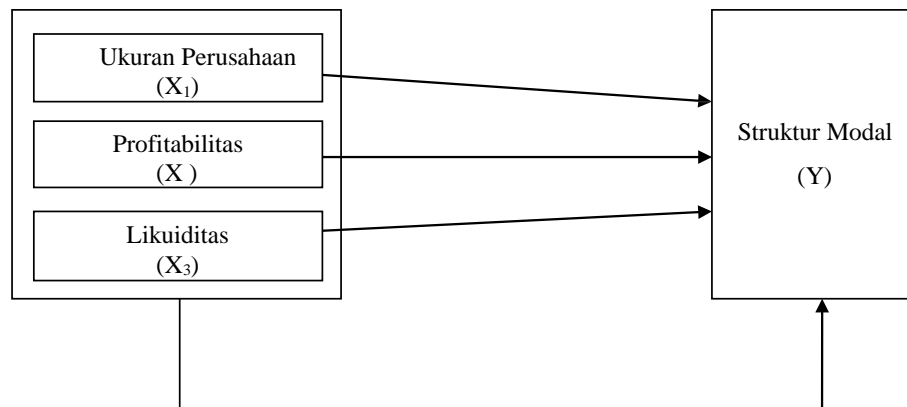 Ukuran Perusahaan
(X₁)
Profitabilitas
(X )
Likuiditas
(X₃)
Struktur Modal
(Y)